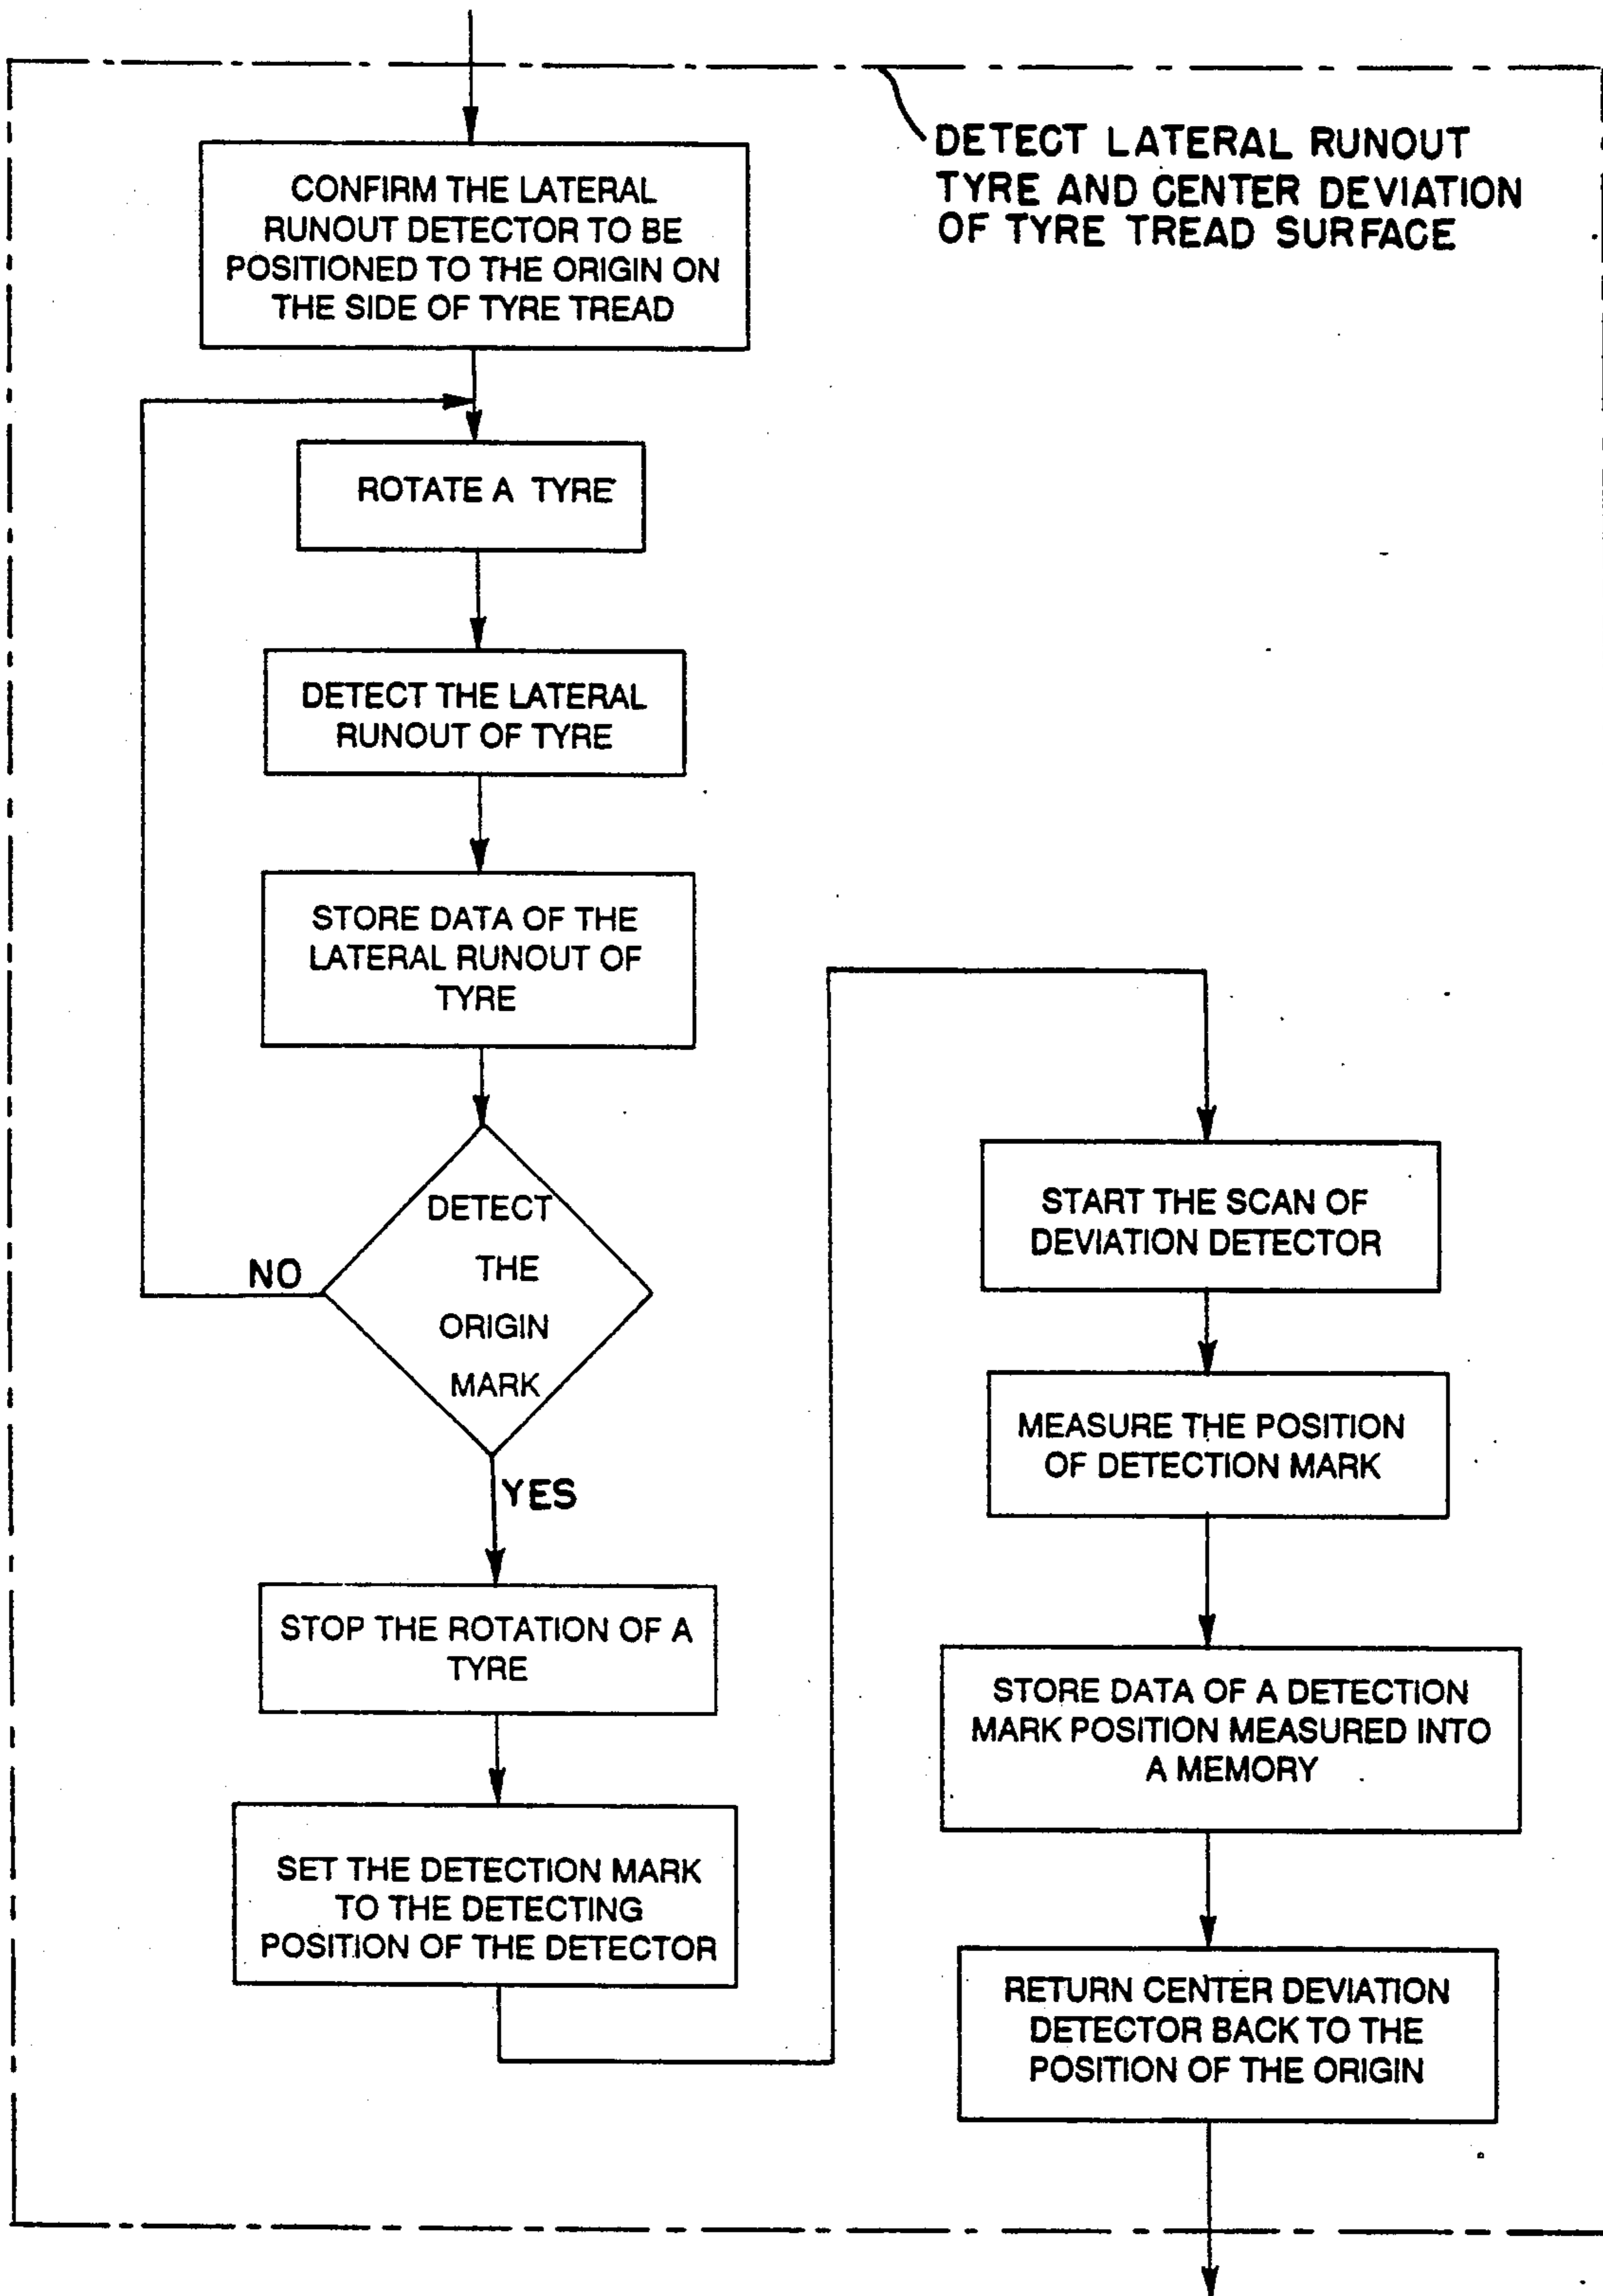 DETECT LATERAL RUNOUT
TYRE AND CENTER DEVIATION
OF TYRE TREAD SURFACE
CONFIRM THE LATERAL
RUNOUT DETECTOR TO BE
POSITIONED TO THE ORIGIN ON
THE SIDE OF TYRE TREAD
ROTATE A TYRE
DETECT THE LATERAL
RUNOUT OF TYRE
STORE DATA OF THE
LATERAL RUNOUT OF
TYRE
DETECT
THE
ORIGIN
MARK
NO
YES
STOP THE ROTATION OF A
TYRE
SET THE DETECTION MARK
TO THE DETECTING
POSITION OF THE DETECTOR
START THE SCAN OF
DEVIATION DETECTOR
MEASURE THE POSITION
OF DETECTION MARK
STORE DATA OF A DETECTION
MARK POSITION MEASURED INTO
A MEMORY
RETURN CENTER DEVIATION
DETECTOR BACK TO THE
POSITION OF THE ORIGIN